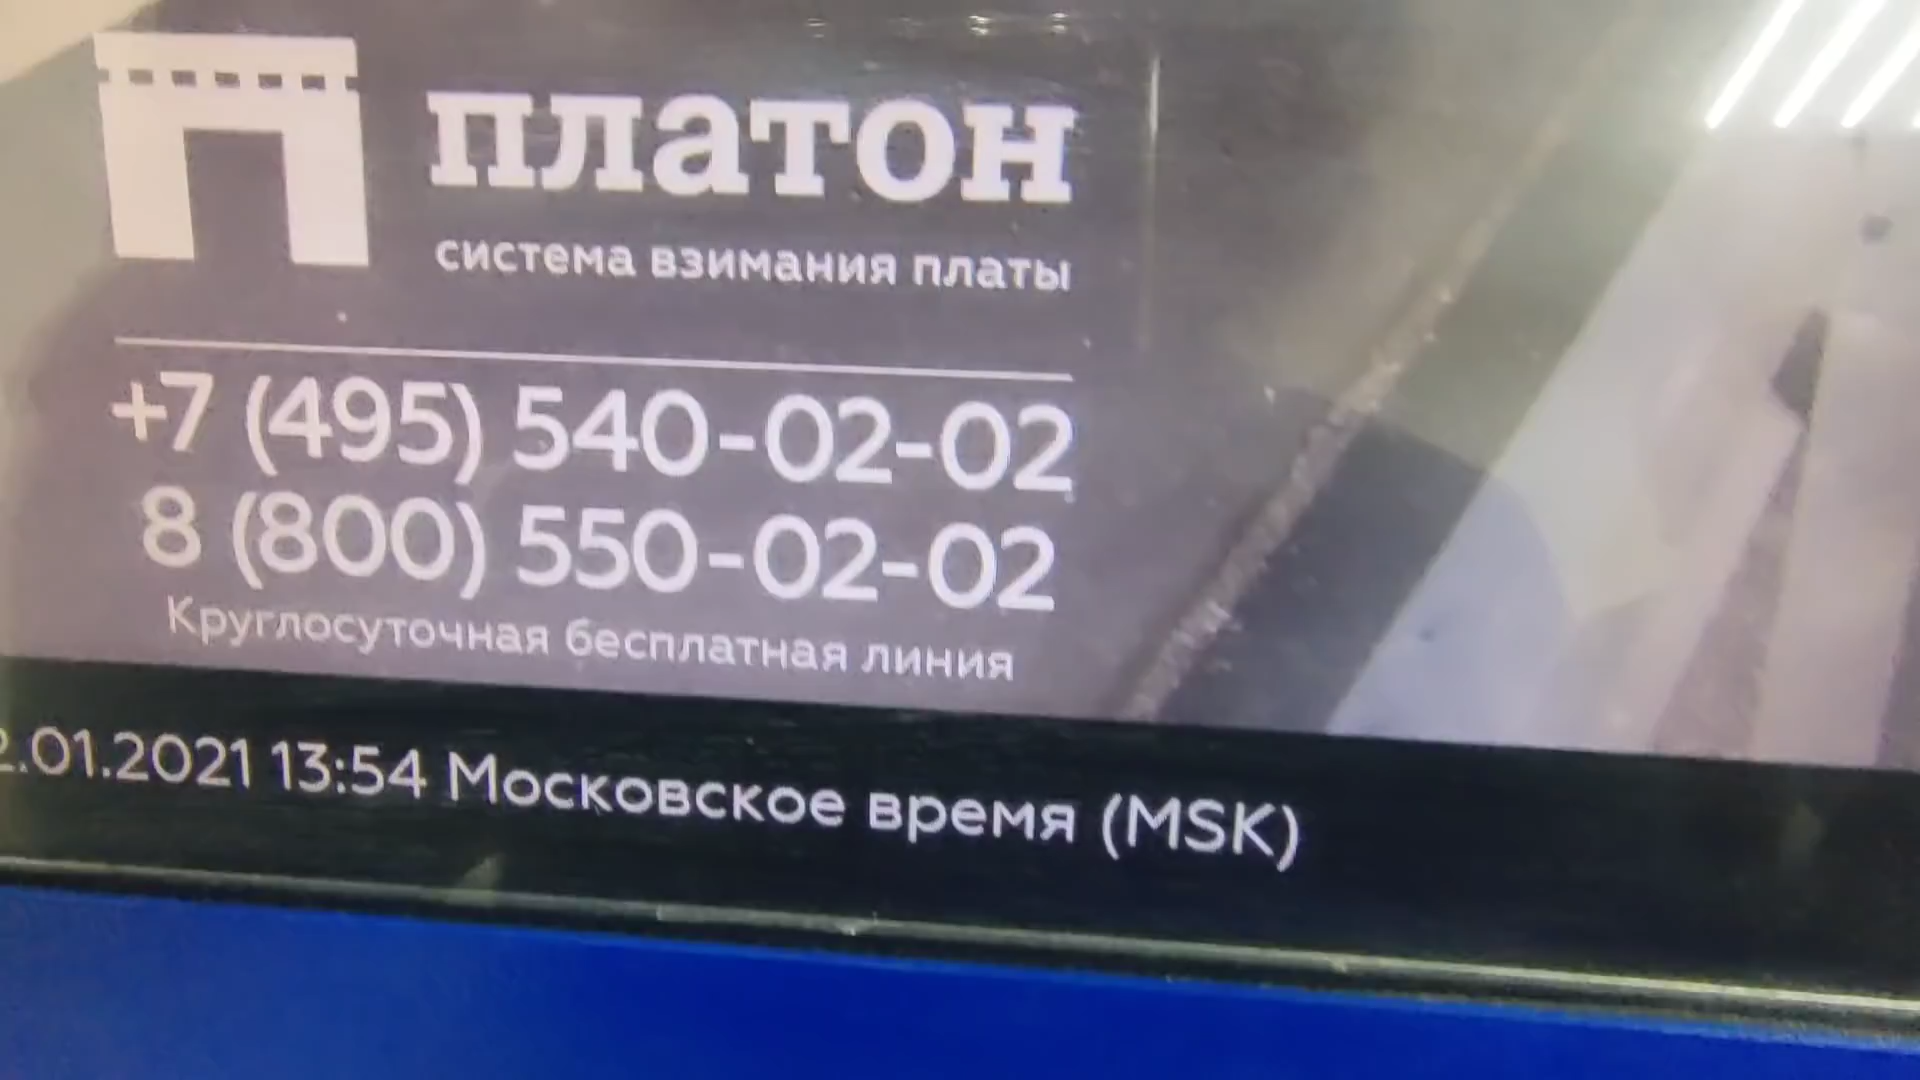 платон
система взимания платы
+7 (495) 540-02-02
8 (800) 550-02-02
Круглосуточная бесплатная линия
2.01.2021 13:54 Московское время (MSK)